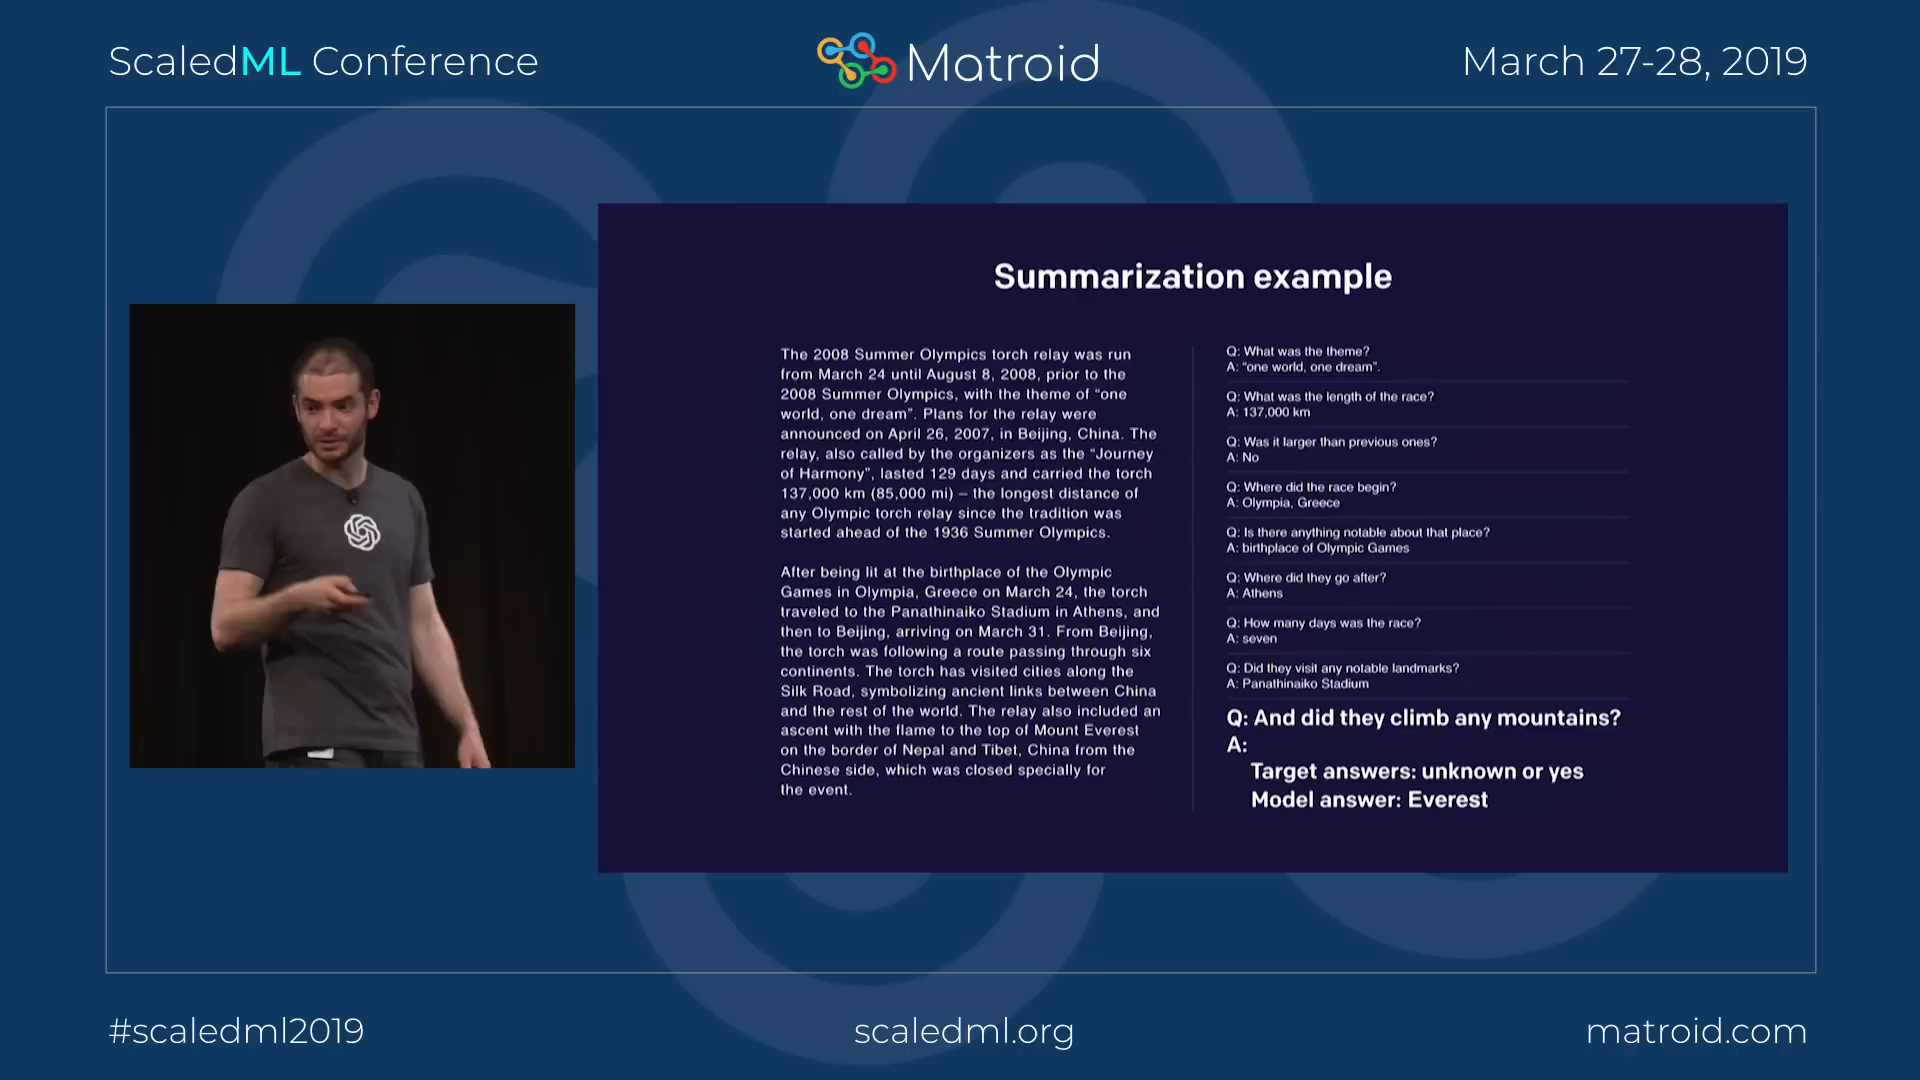 ScaledML Conference
Matroid
March 27-28, 2019
Summarization example
The 2008 Summer Olympics torch relay was run
from March 24 until August 8, 2008, prior to the
2008 Summer Olympics, with the theme of “one
world, one dream”. Plans for the relay were
announced on April 26, 2007, in Beijing, China. The
relay, also called by the organizers as the “Journey
of Harmony”, lasted 129 days and carried the torch
137,000 km (85,000 mi) – the longest distance of
any Olympic torch relay since the tradition was
started ahead of the 1936 Summer Olympics.
After being lit at the birthplace of the Olympic
Games in Olympia, Greece on March 24, the torch
traveled to the Panathinaiko Stadium in Athens, and
then to Beijing, arriving on March 31. From Beijing,
the torch was following a route passing through six
continents. The torch has visited cities along the
Silk Road, symbolizing ancient links between China
and the rest of the world. The relay also included an
ascent with the flame to the top of Mount Everest
on the border of Nepal and Tibet, China from the
Chinese side, which was closed specially for
the event.
Q: What was the theme?
A: “one world, one dream”.
Q: What was the length of the race?
A: 137,000 km
Q: Was it larger than previous ones?
A: No
Q: Where did the race begin?
A: Olympia, Greece
Q: Is there anything notable about that place?
A: birthplace of Olympic Games
Q: Where did they go after?
A: Athens
Q: How many days was the race?
A: seven
Q: Did they visit any notable landmarks?
A: Panathinaiko Stadium
Q: And did they climb any mountains?
A:
Target answers: unknown or yes
Model answer: Everest
#scaledml2019
scaledml.org
matroid.com